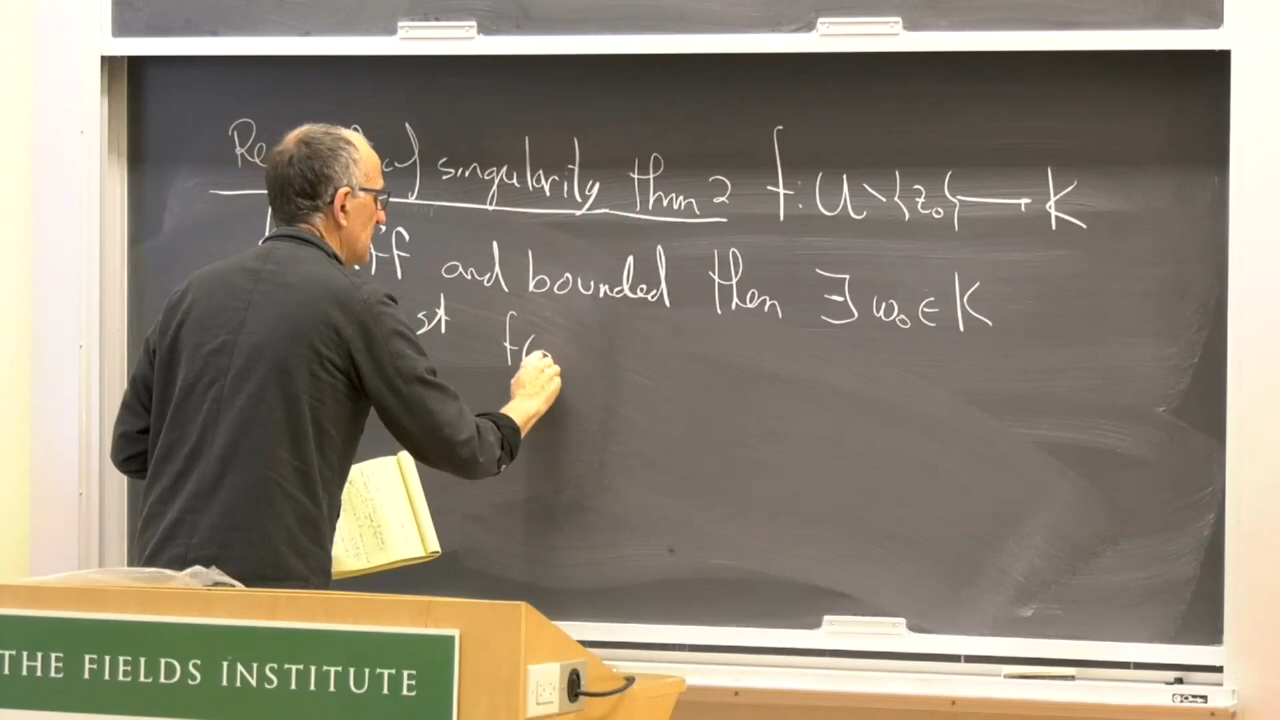 singularity thm 2 f: U∖{z₀} ⟶ K
and bounded then ∃ w₀ ∈ K
st f(
THE FIELDS INSTITUTE